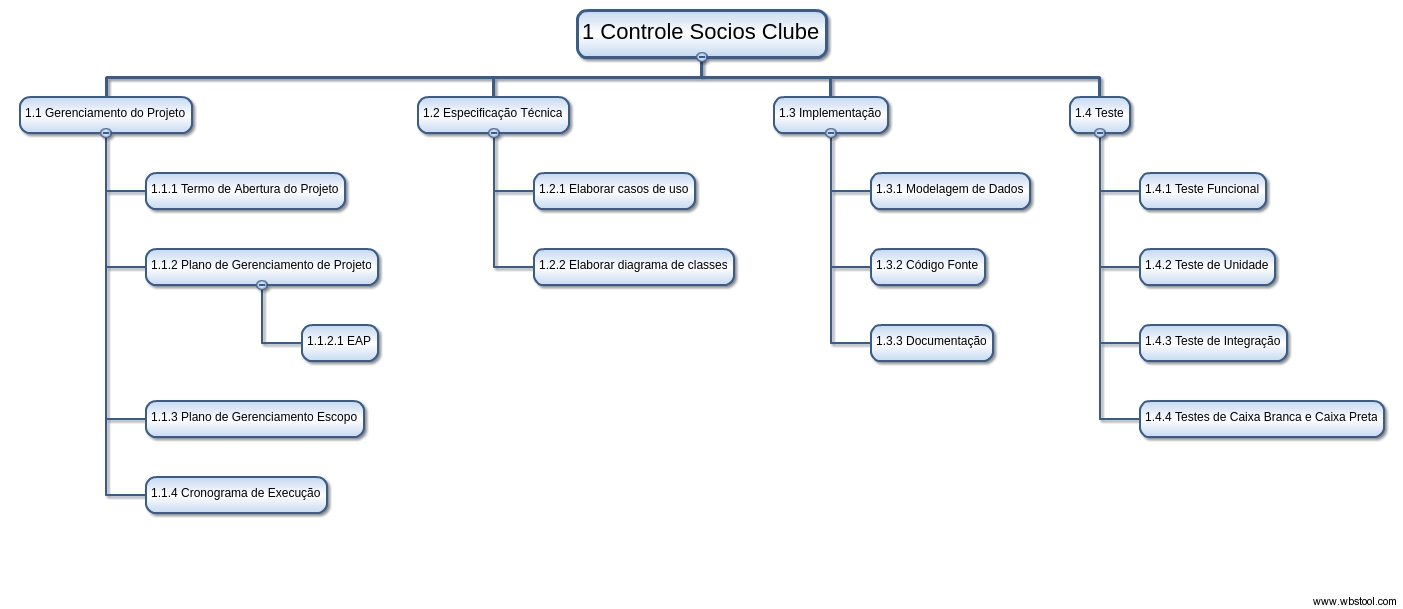 1 Controle Socios Clube
1.1 Gerenciamento do Projeto
1.1.1 Termo de Abertura do Projeto
1.1.2 Plano de Gerenciamento de Projeto
1.1.2.1 EAP
1.1.3 Plano de Gerenciamento Escopo
1.1.4 Cronograma de Execução
1.2 Especificação Técnica
1.2.1 Elaborar casos de uso
1.2.2 Elaborar diagrama de classes
1.3 Implementação
1.3.1 Modelagem de Dados
1.3.2 Código Fonte
1.3.3 Documentação
1.4 Teste
1.4.1 Teste Funcional
1.4.2 Teste de Unidade
1.4.3 Teste de Integração
1.4.4 Testes de Caixa Branca e Caixa Preta
www.wbstool.com